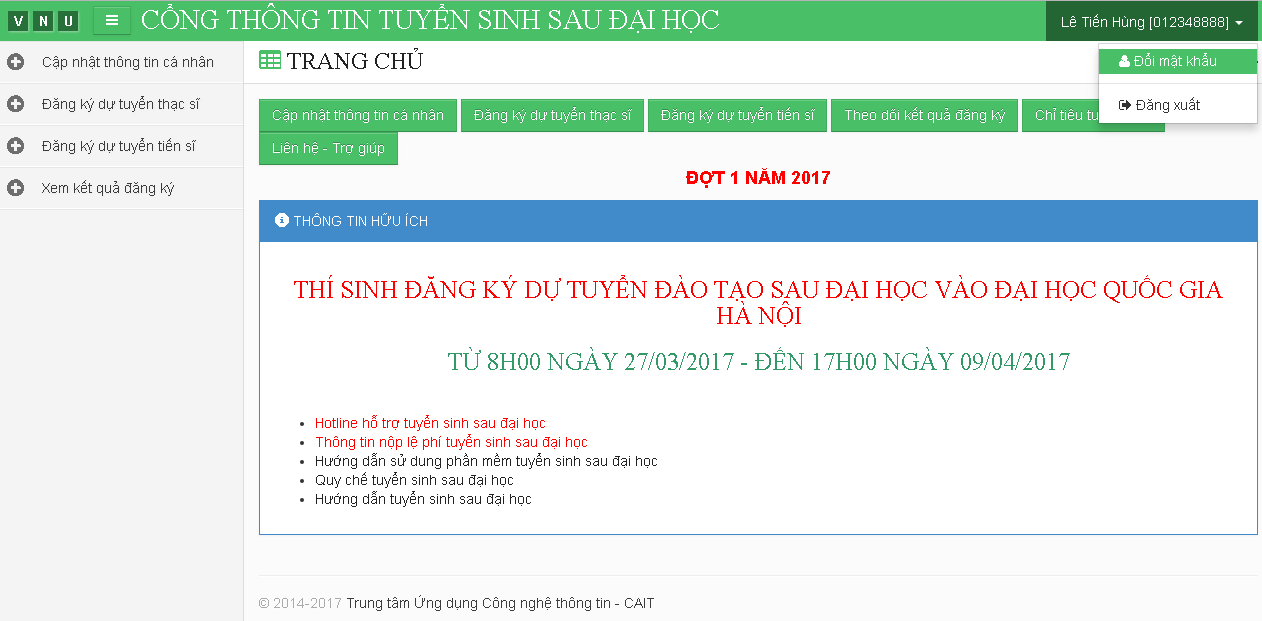 V N U
CỔNG THÔNG TIN TUYỂN SINH SAU ĐẠI HỌC
Lê Tiến Hùng [012348888]
Đổi mật khẩu
Đăng xuất
Cập nhật thông tin cá nhân
Đăng ký dự tuyển thạc sĩ
Đăng ký dự tuyển tiến sĩ
Xem kết quả đăng ký
TRANG CHỦ
Cập nhật thông tin cá nhân
Đăng ký dự tuyển thạc sĩ
Đăng ký dự tuyển tiến sĩ
Theo dõi kết quả đăng ký
Chỉ tiêu
Liên hệ - Trợ giúp
ĐỢT 1 NĂM 2017
THÔNG TIN HỮU ÍCH
THÍ SINH ĐĂNG KÝ DỰ TUYỂN ĐÀO TẠO SAU ĐẠI HỌC VÀO ĐẠI HỌC QUỐC GIA
HÀ NỘI
TỪ 8H00 NGÀY 27/03/2017 - ĐẾN 17H00 NGÀY 09/04/2017
Hotline hỗ trợ tuyển sinh sau đại học
Thông tin nộp lệ phí tuyển sinh sau đại học
Hướng dẫn sử dung phần mềm tuyển sinh sau đại học
Quy chế tuyển sinh sau đại học
Hướng dẫn tuyển sinh sau đại học
© 2014-2017 Trung tâm Ứng dụng Công nghệ thông tin - CAIT